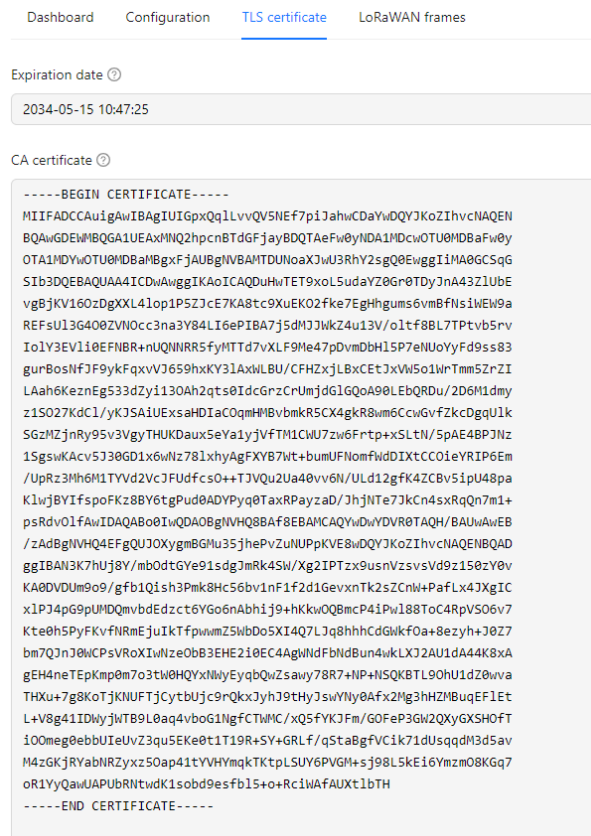 Dashboard Configuration TLS certificate LoRaWAN frames
Expiration date
2034-05-15 10:47:25
CA certificate
-----BEGIN CERTIFICATE-----
MIIFADCCAuigAwIBAgIUIGpxQqlLvvQV5NEf7piJahwCDaYwDQYJKoZIhvcNAQEN
BQAwGDEWMBQGA1UEAxMNQ2hpcnBTdGFjayBDQTAeFw0yNDA1MDcwOTU0MDBaFw0y
OTA1MDYwOTU0MDBaMBgxFjAUBgNVBAMTDUNoaXJwU3RhY2sgQ0EwggIiMA0GCSqG
SIb3DQEBAQUAA4ICDwAwggIKAoICAQDuHwTET9xoL5udaYZ0Gr0TDyJnA43ZlUbE
vgBjKV16OzDgXXL4lop1P5ZJcE7KA8tc9XuEKO2fke7EgHhgums6vmBfNsiWEW9a
REFsUl3G4O0ZVNOcc3na3Y84LI6ePIBA7j5dMJJWkZ4u13V/oltf8BL7TPtvb5rv
IolY3EVli0EFNBR+nUQNNRR5fyMTTd7vXLF9Me47pDvmDbHl5P7eNUoYyFd9ss83
gurBosNfJF9ykFqxvVJ659hxKY3lAxWLBU/CFHZxjLBxCEtJxVW5o1WrTmm5ZrZI
LAah6KeznEg533dZyi13OAh2qts0IdcGrzCrUmjdGlGQoA90LEbQRDu/2D6M1dmy
z1SO27KdCl/yKJSAiUExsaHDIaCOqmHMBvbmkR5CX4gkR8wm6CcwGvfZkcDgqUlk
SGzMZjnRy95v3VgyTHUKDaux5eYa1yjVfTM1CWU7zw6Frtp+xSLtN/5pAE4BPJNz
1SgswKAcv5J30GD1x6wNz78lxhyAgFXYB7Wt+bumUFNomfWdDIXtCCOieYRIP6Em
/UpRz3Mh6M1TYVd2VcJFUdfcsO++TJVQu2Ua40vv6N/ULd12gfK4ZCBv5ipU48pa
KlwjBYIfspoFKz8BY6tgPud0ADYPyq0TaxRPayzaD/JhjNTe7JkCn4sxRqQn7m1+
psRdvOlfAwIDAQABo0IwQDAOBgNVHQ8BAf8EBAMCAQYwDwYDVR0TAQH/BAUwAwEB
/zAdBgNVHQ4EFgQUJOXygmBGMu35jhePvZuNUPpKVE8wDQYJKoZIhvcNAQENBQAD
ggIBAN3K7hUj8Y/mbOdtGYe91sdgJmRk4SW/Xg2IPTzx9usnVzsvsVd9z150zY0v
KA0DVDUm9o9/gfb1Qish3Pmk8Hc56bv1nF1f2d1GevxnTk2sZCnW+PafLx4JXgIC
xlPJ4pG9pUMDQmvbdEdzct6YGo6nAbhij9+hKkwOQBmcP4iPwl88ToC4RpVSO6v7
Kte0h5PyFKvfNRmEjuIkTfpwwmZ5WbDo5XI4Q7LJq8hhhCdGWkfOa+8ezyh+J0Z7
bm7QJnJ0WCPsVRoXIwNzeObB3EHE2i0EC4AgWNdFbNdBun4wkLXJ2AU1dA44K8xA
gEH4neTEpKmp0m7o3tW0HQYxNWyEyqbQwZsawy78R7+NP+NSQKBTL9OhU1dZ0wva
THXu+7g8KoTjKNUFTjCytbUjc9rQkxJyhJ9tHyJswYNy0Afx2Mg3hHZMBuqEFlEt
L+V8g41IDWyjWTB9L0aq4vboG1NgfCTWMC/xQ5fYKJFm/GOFeP3GW2QXyGXSHOfT
iOOmeg0ebbUIeUvZ3qu5EKe0t1T19R+SY+GRLf/qStaBgfVCik71dUsqqdM3d5av
M4zGKjRYabNRZyxz5Oap41tYVHYmqkTKtpLSUY6PVGM+sj98L5kEi6YmzmO8KGq7
oR1YyQawUAPUbRNtwdK1sobd9esfbl5+o+RciWAfAUXtlbTH
-----END CERTIFICATE-----